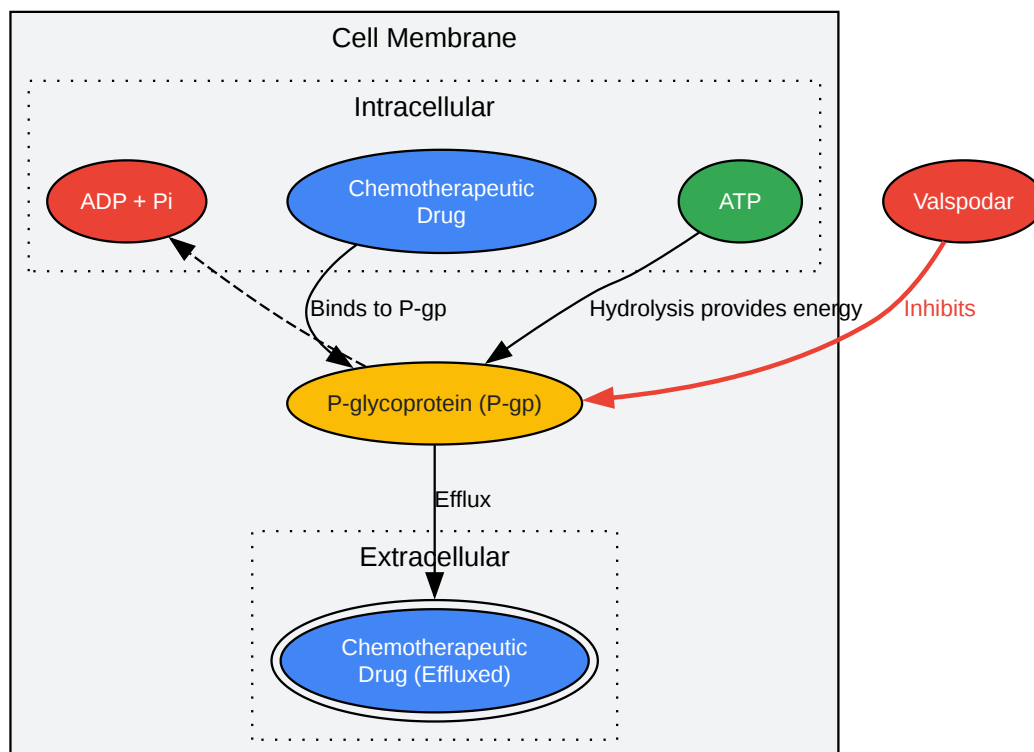 Cell Membrane
Intracellular
ADP + Pi
Chemotherapeutic
Drug
ATP
Valspodar
Binds to P-gp
Hydrolysis provides energy
Inhibits
P-glycoprotein (P-gp)
Efflux
Extracellular
Chemotherapeutic
Drug (Effluxed)